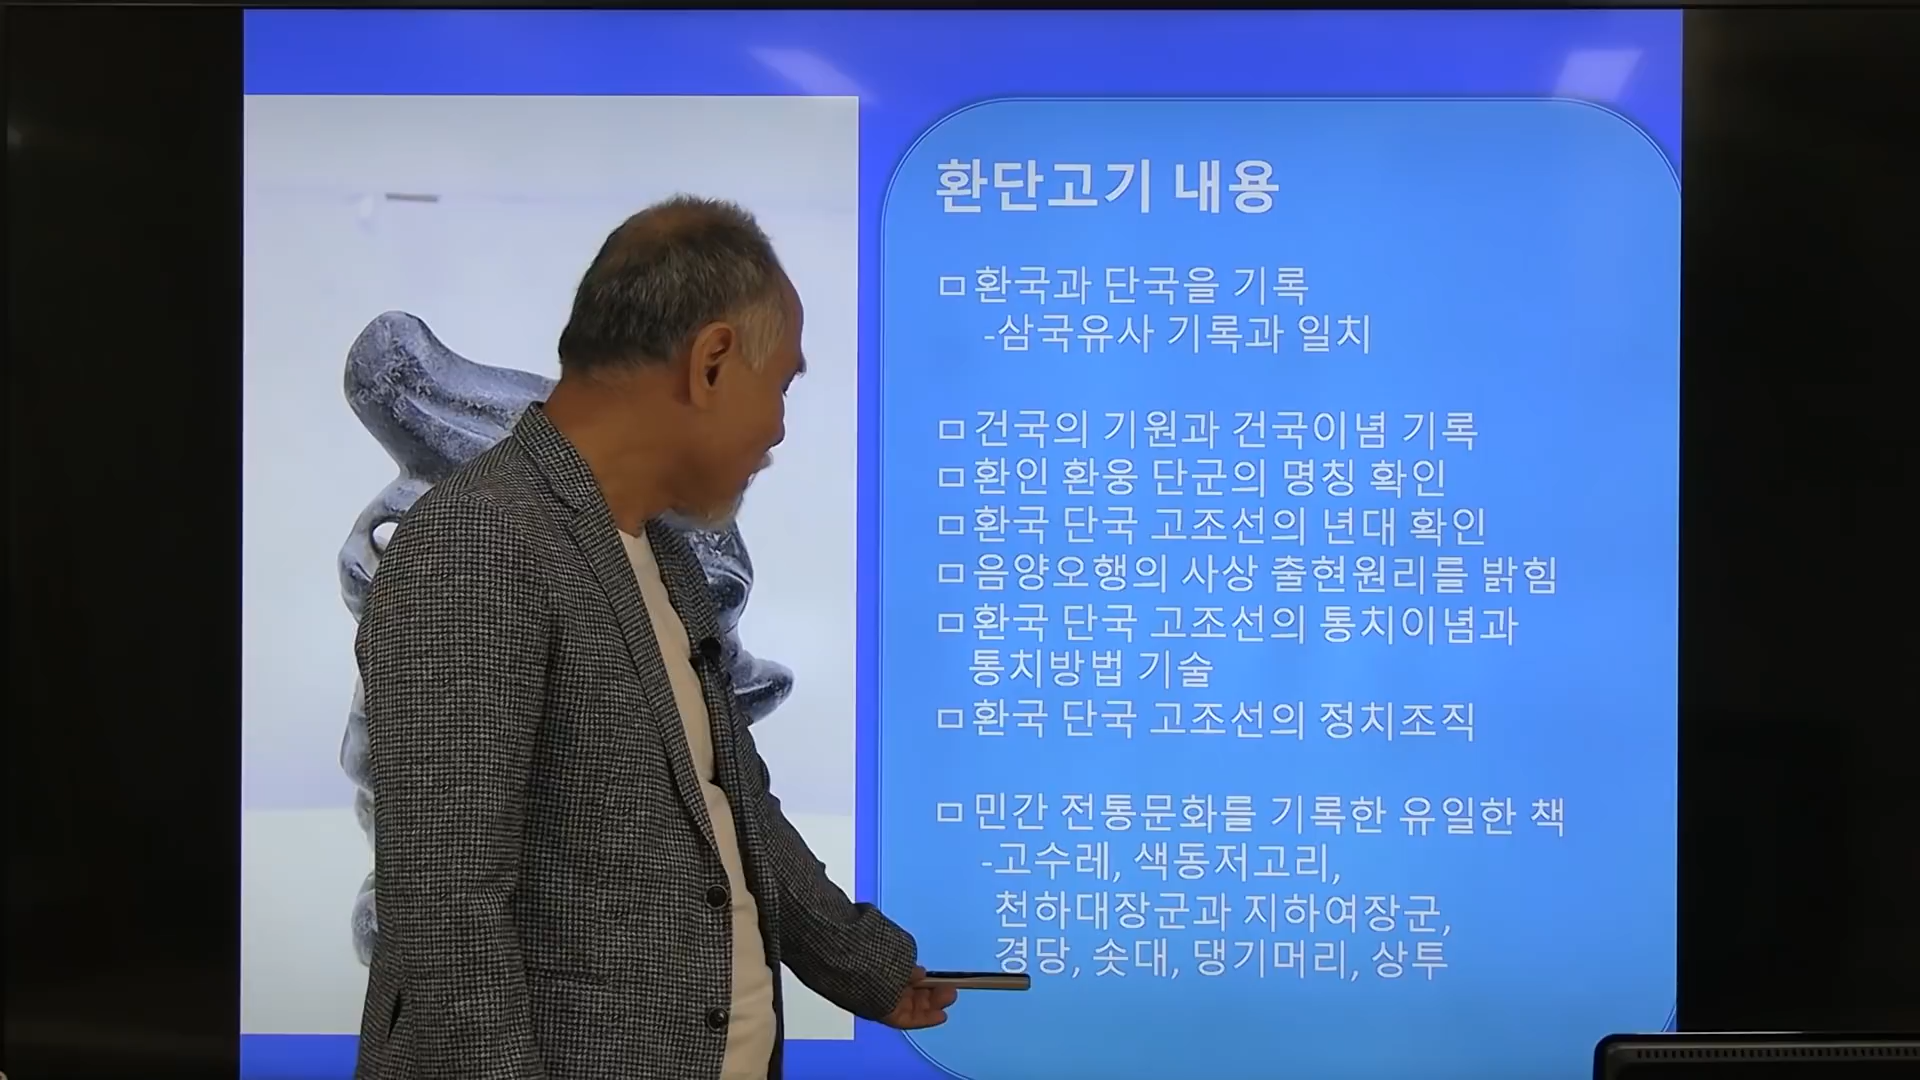 환단고기 내용
ㅁ환국과 단국을 기록
-삼국유사 기록과 일치
ㅁ건국의 기원과 건국이념 기록
ㅁ환인 환웅 단군의 명칭 확인
ㅁ환국 단국 고조선의 년대 확인
ㅁ음양오행의 사상 출현원리를 밝힘
ㅁ환국 단국 고조선의 통치이념과
통치방법 기술
ㅁ환국 단국 고조선의 정치조직
ㅁ민간 전통문화를 기록한 유일한 책
-고수레, 색동저고리,
천하대장군과 지하여장군,
경당, 솟대, 댕기머리, 상투